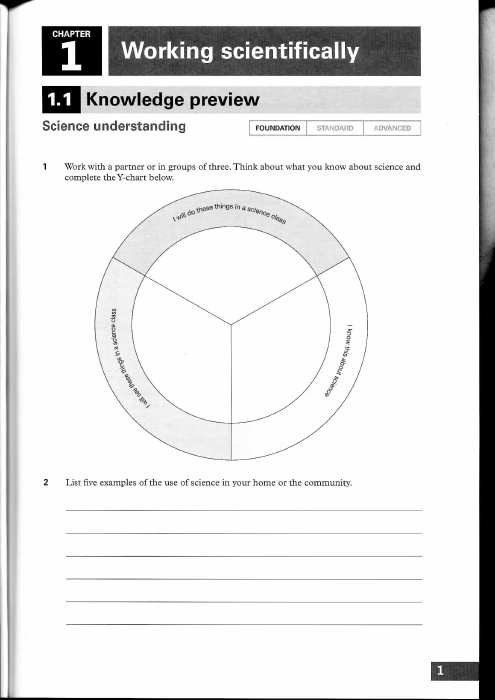 CHAPTER
1
Working scientifically
1.1 Knowledge preview
Science understanding
FOUNDATION STANDARD ADVANCED
1 Work with a partner or in groups of three. Think about what you know about science and
complete the Y-chart below.
I will do these things in a science class
I will see these things in a science class
I know this about science
2 List five examples of the use of science in your home or the community.
1